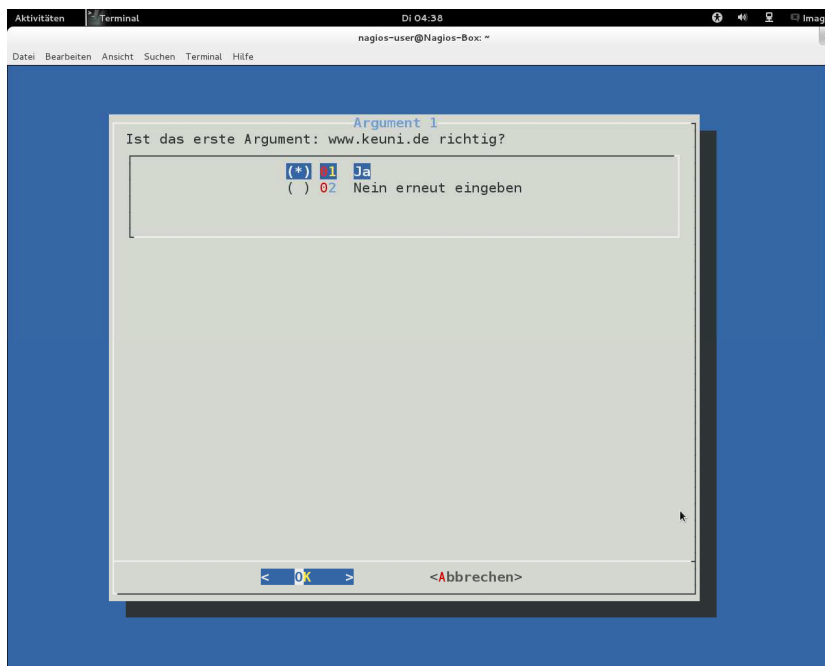 Aktivitäten Terminal Di 04:38 Imag
nagios-user@Nagios-Box: ~
Datei Bearbeiten Ansicht Suchen Terminal Hilfe
Argument 1
Ist das erste Argument: www.keuni.de richtig?
(*) 01 Ja
( ) 02 Nein erneut eingeben
< OK > <Abbrechen>